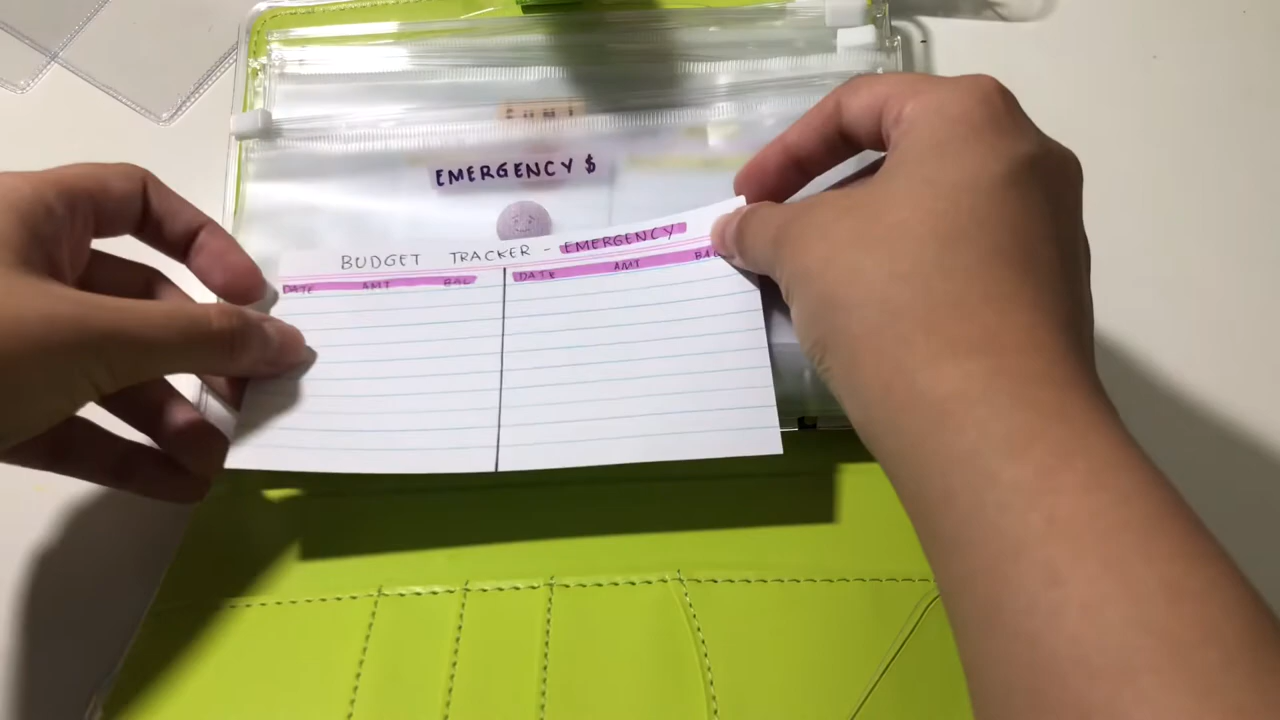 EMERGENCY $
BUDGET TRACKER - EMERGENCY
DATE AMT BAL DATE AMT BAL